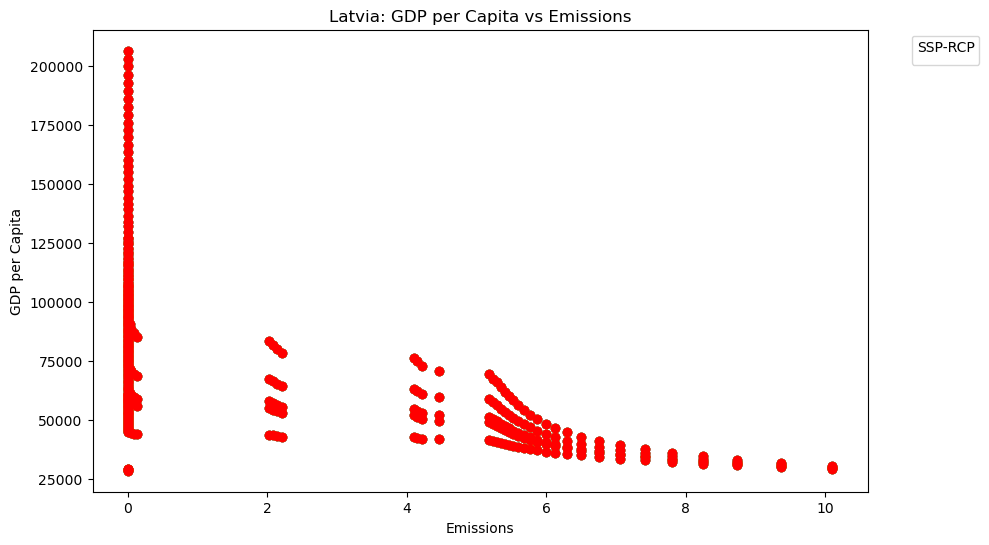 Latvia: GDP per Capita vs Emissions
SSP-RCP
GDP per Capita
200000
175000
150000
125000
100000
75000
50000
25000
0 2 4 6 8 10
Emissions